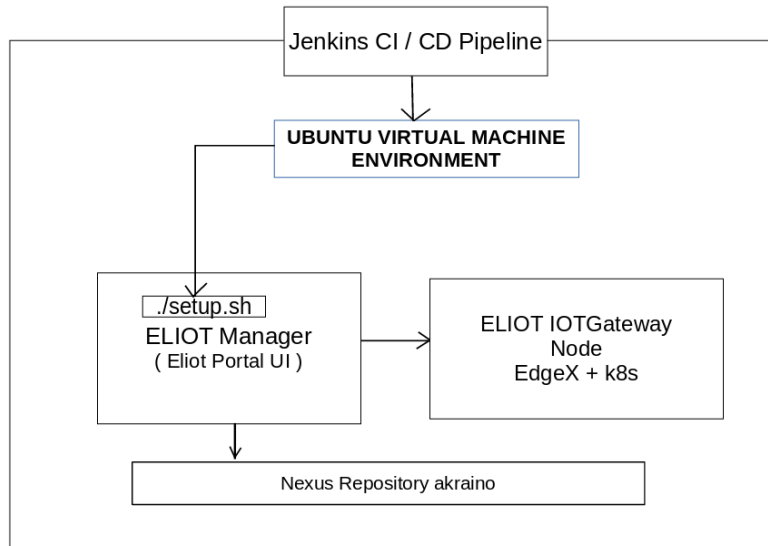 Jenkins CI / CD Pipeline
UBUNTU VIRTUAL MACHINE
ENVIRONMENT
./setup.sh
ELIOT Manager
( Eliot Portal UI )
ELIOT IOTGateway
Node
EdgeX + k8s
Nexus Repository akraino